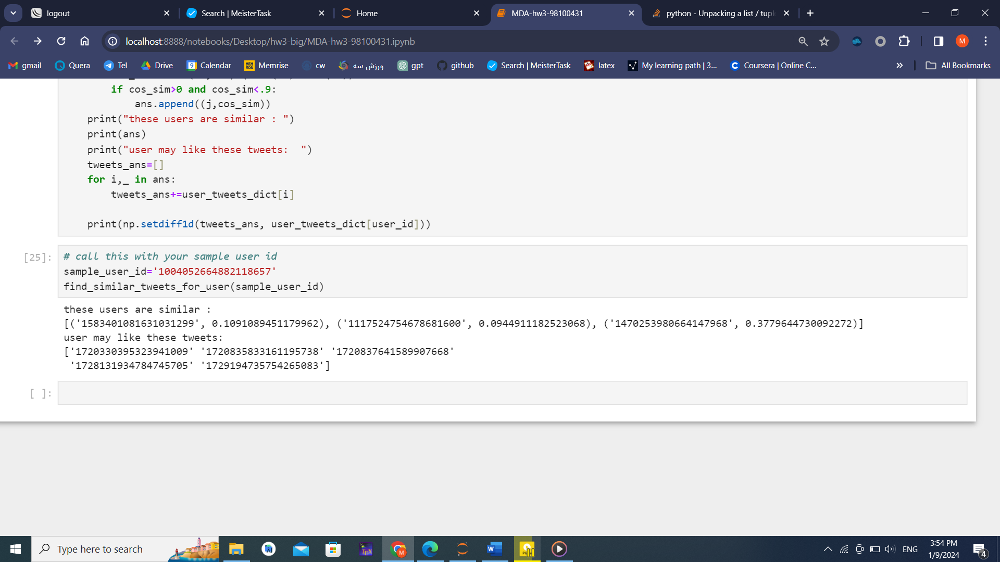 logout
Search | MeisterTask
Home
MDA-hw3-98100431
python - Unpacking a list / tupl
localhost:8888/notebooks/Desktop/hw3-big/MDA-hw3-98100431.ipynb
M
gmail
Quera
Tel
Drive
9
Calendar
MEM RISE
Memrise
cw
ورزش سه
gpt
github
Search | MeisterTask
latex
My learning path | 3...
C
Coursera | Online C...
All Bookmarks
if cos_sim>0 and cos_sim<.9:
ans.append((j,cos_sim))
print("these users are similar : ")
print(ans)
print("user may like these tweets:  ")
tweets_ans=[]
for i,_ in ans:
tweets_ans+=user_tweets_dict[i]
print(np.setdiff1d(tweets_ans, user_tweets_dict[user_id]))
[25]:
# call this with your sample user id
sample_user_id='1004052664882118657'
find_similar_tweets_for_user(sample_user_id)
these users are similar :
[('1583401081631031299', 0.1091089451179962), ('1117524754678681600', 0.0944911182523068), ('1470253980664147968', 0.3779644730092272)]
user may like these tweets:
['1720330395323941009' '1720835833161195738' '1720837641589907668'
'1728131934784745705' '1729194735754265083']
[ ]:
Type here to search
TEX
M
W
ENG
3:54 PM
1/9/2024
4